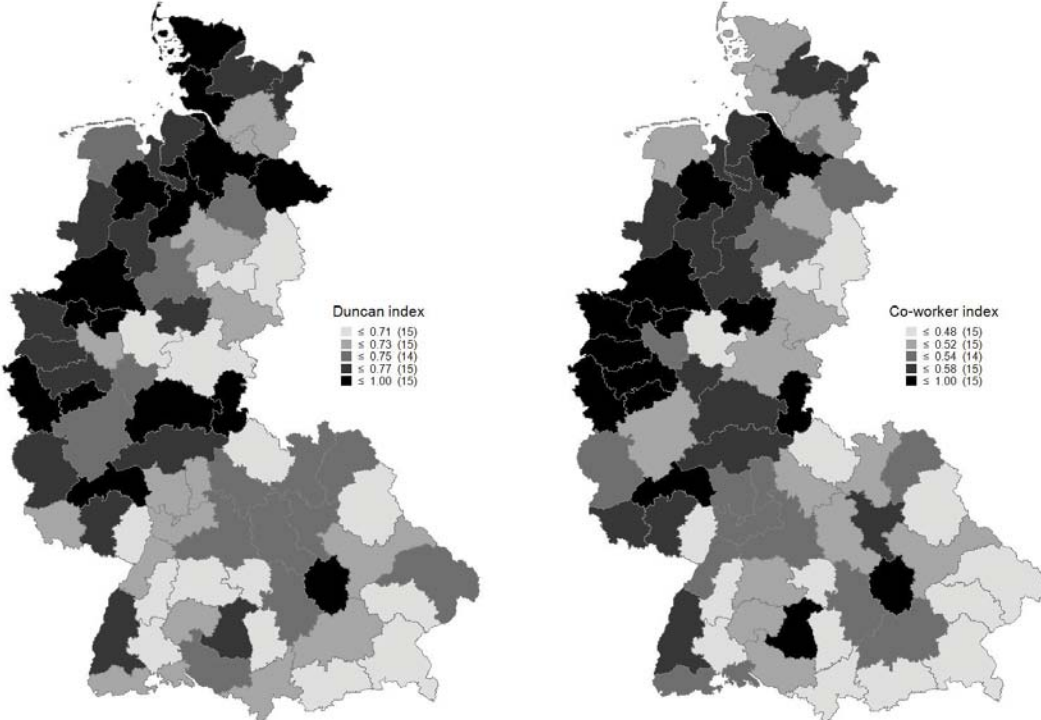 Duncan index
≤ 0.71 (15)
≤ 0.73 (15)
≤ 0.75 (14)
≤ 0.77 (15)
≤ 1.00 (15)
Co-worker index
≤ 0.48 (15)
≤ 0.52 (15)
≤ 0.54 (14)
≤ 0.58 (15)
≤ 1.00 (15)